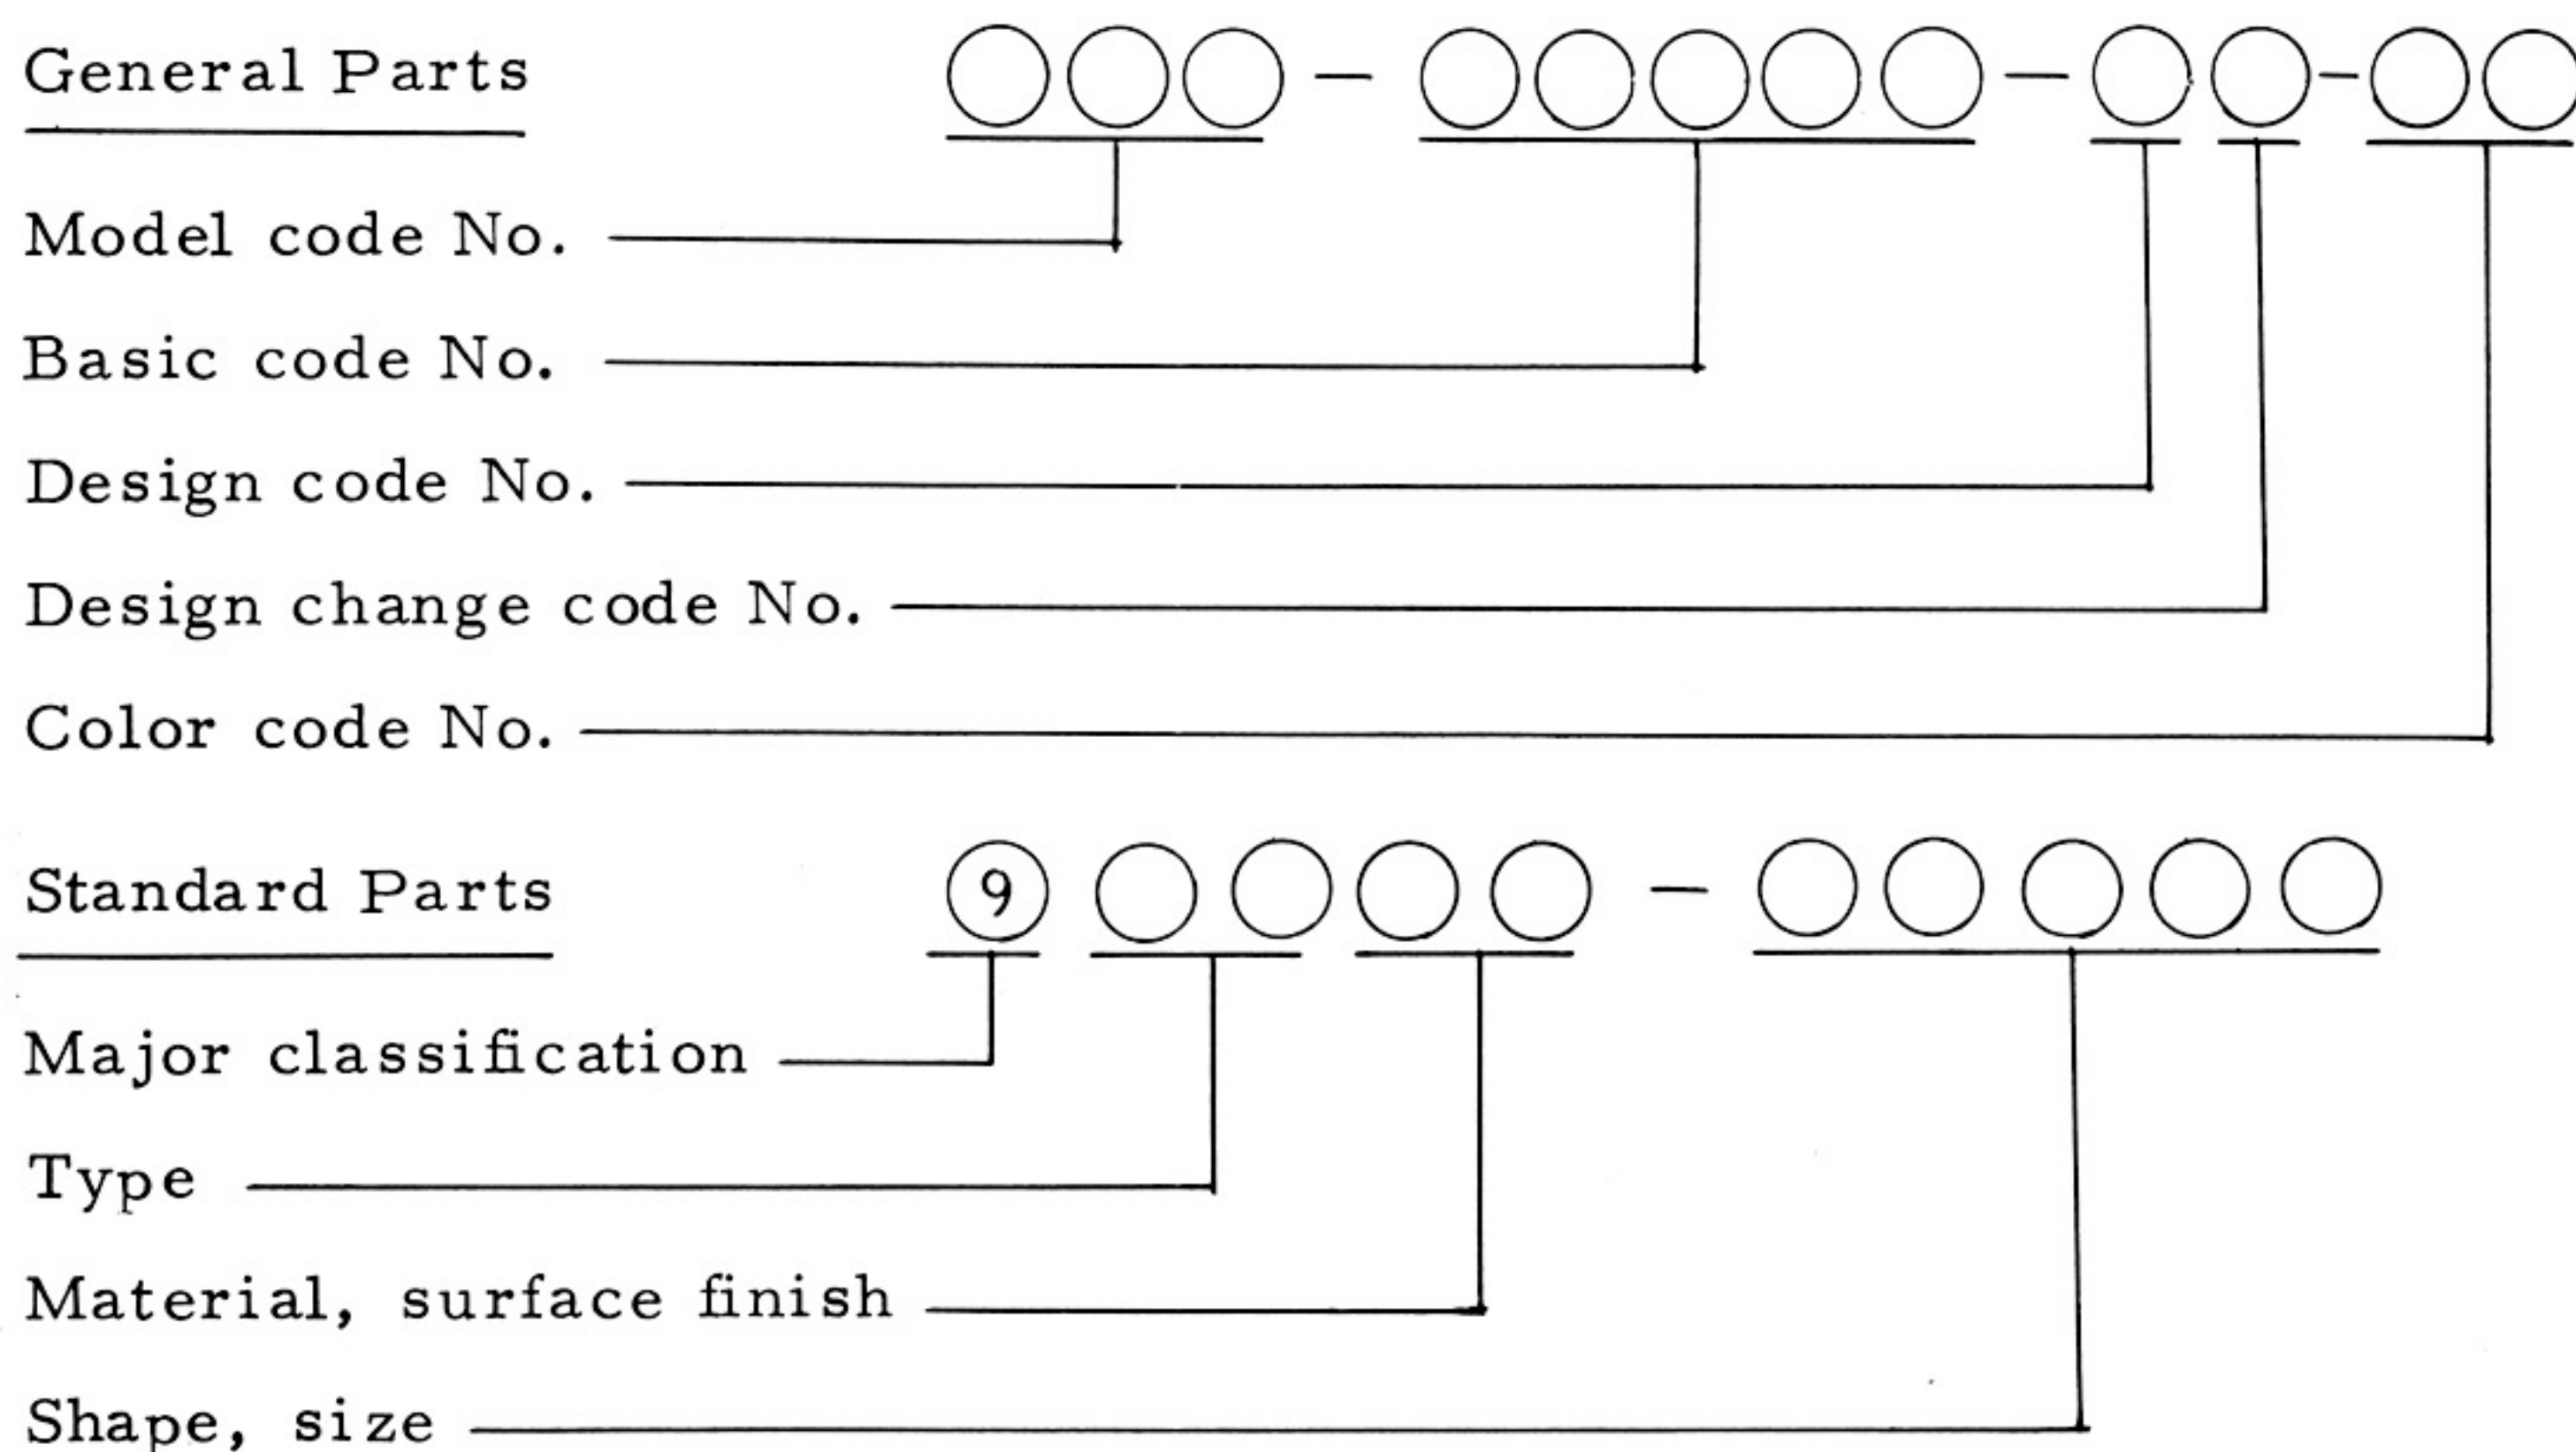 General Parts ○○○ — ○○○○○ — ○○-○○
Model code No.
Basic code No.
Design code No.
Design change code No.
Color code No.
Standard Parts ⑨ ○○○○ — ○○○○○
Major classification
Type
Material, surface finish
Shape, size